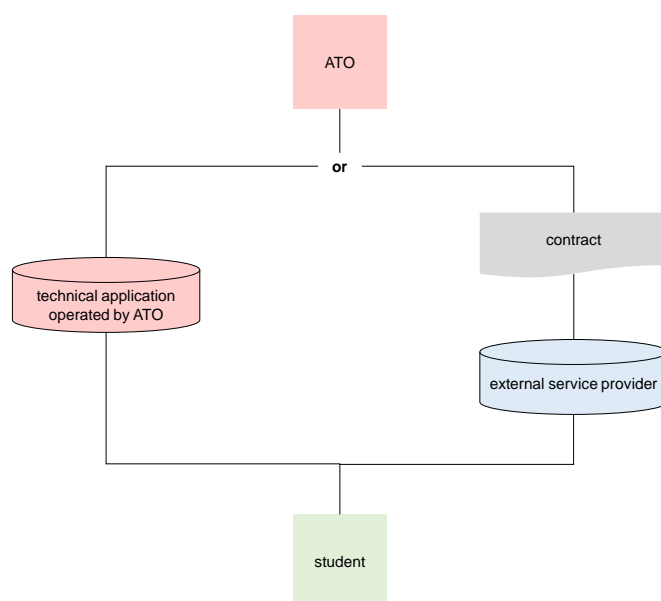 ATO
or
contract
technical application
operated by ATO
external service provider
student